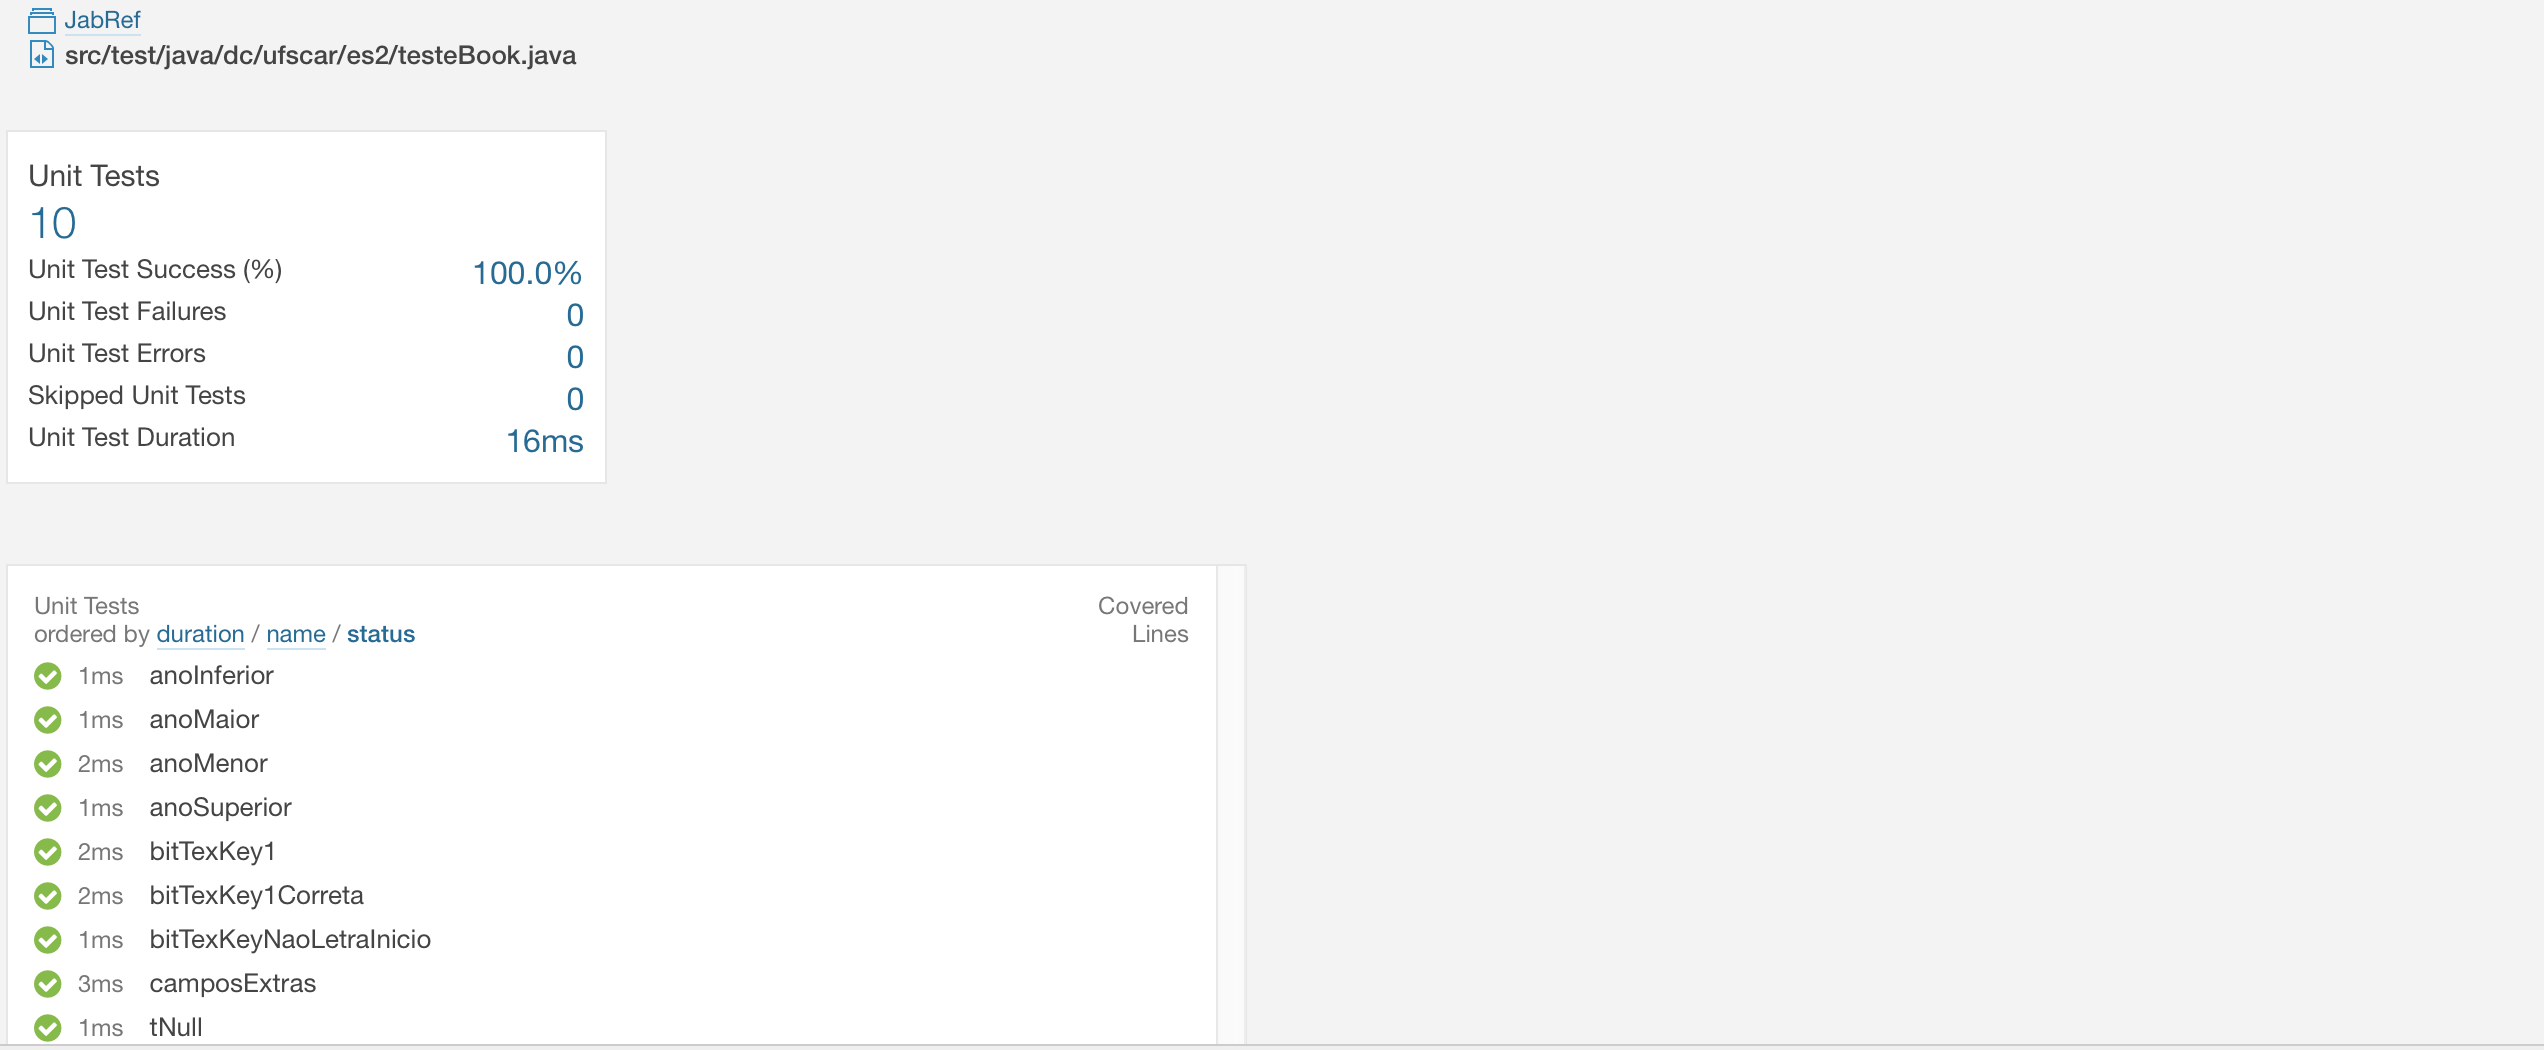 JabRef
src/test/java/dc/ufscar/es2/testeBook.java
Unit Tests
10
Unit Test Success (%) 100.0%
Unit Test Failures 0
Unit Test Errors 0
Skipped Unit Tests 0
Unit Test Duration 16ms
Unit Tests Covered
ordered by duration / name / status Lines
1ms anoInferior
1ms anoMaior
2ms anoMenor
1ms anoSuperior
2ms bitTexKey1
2ms bitTexKey1Correta
1ms bitTexKeyNaoLetraInicio
3ms camposExtras
1ms tNull